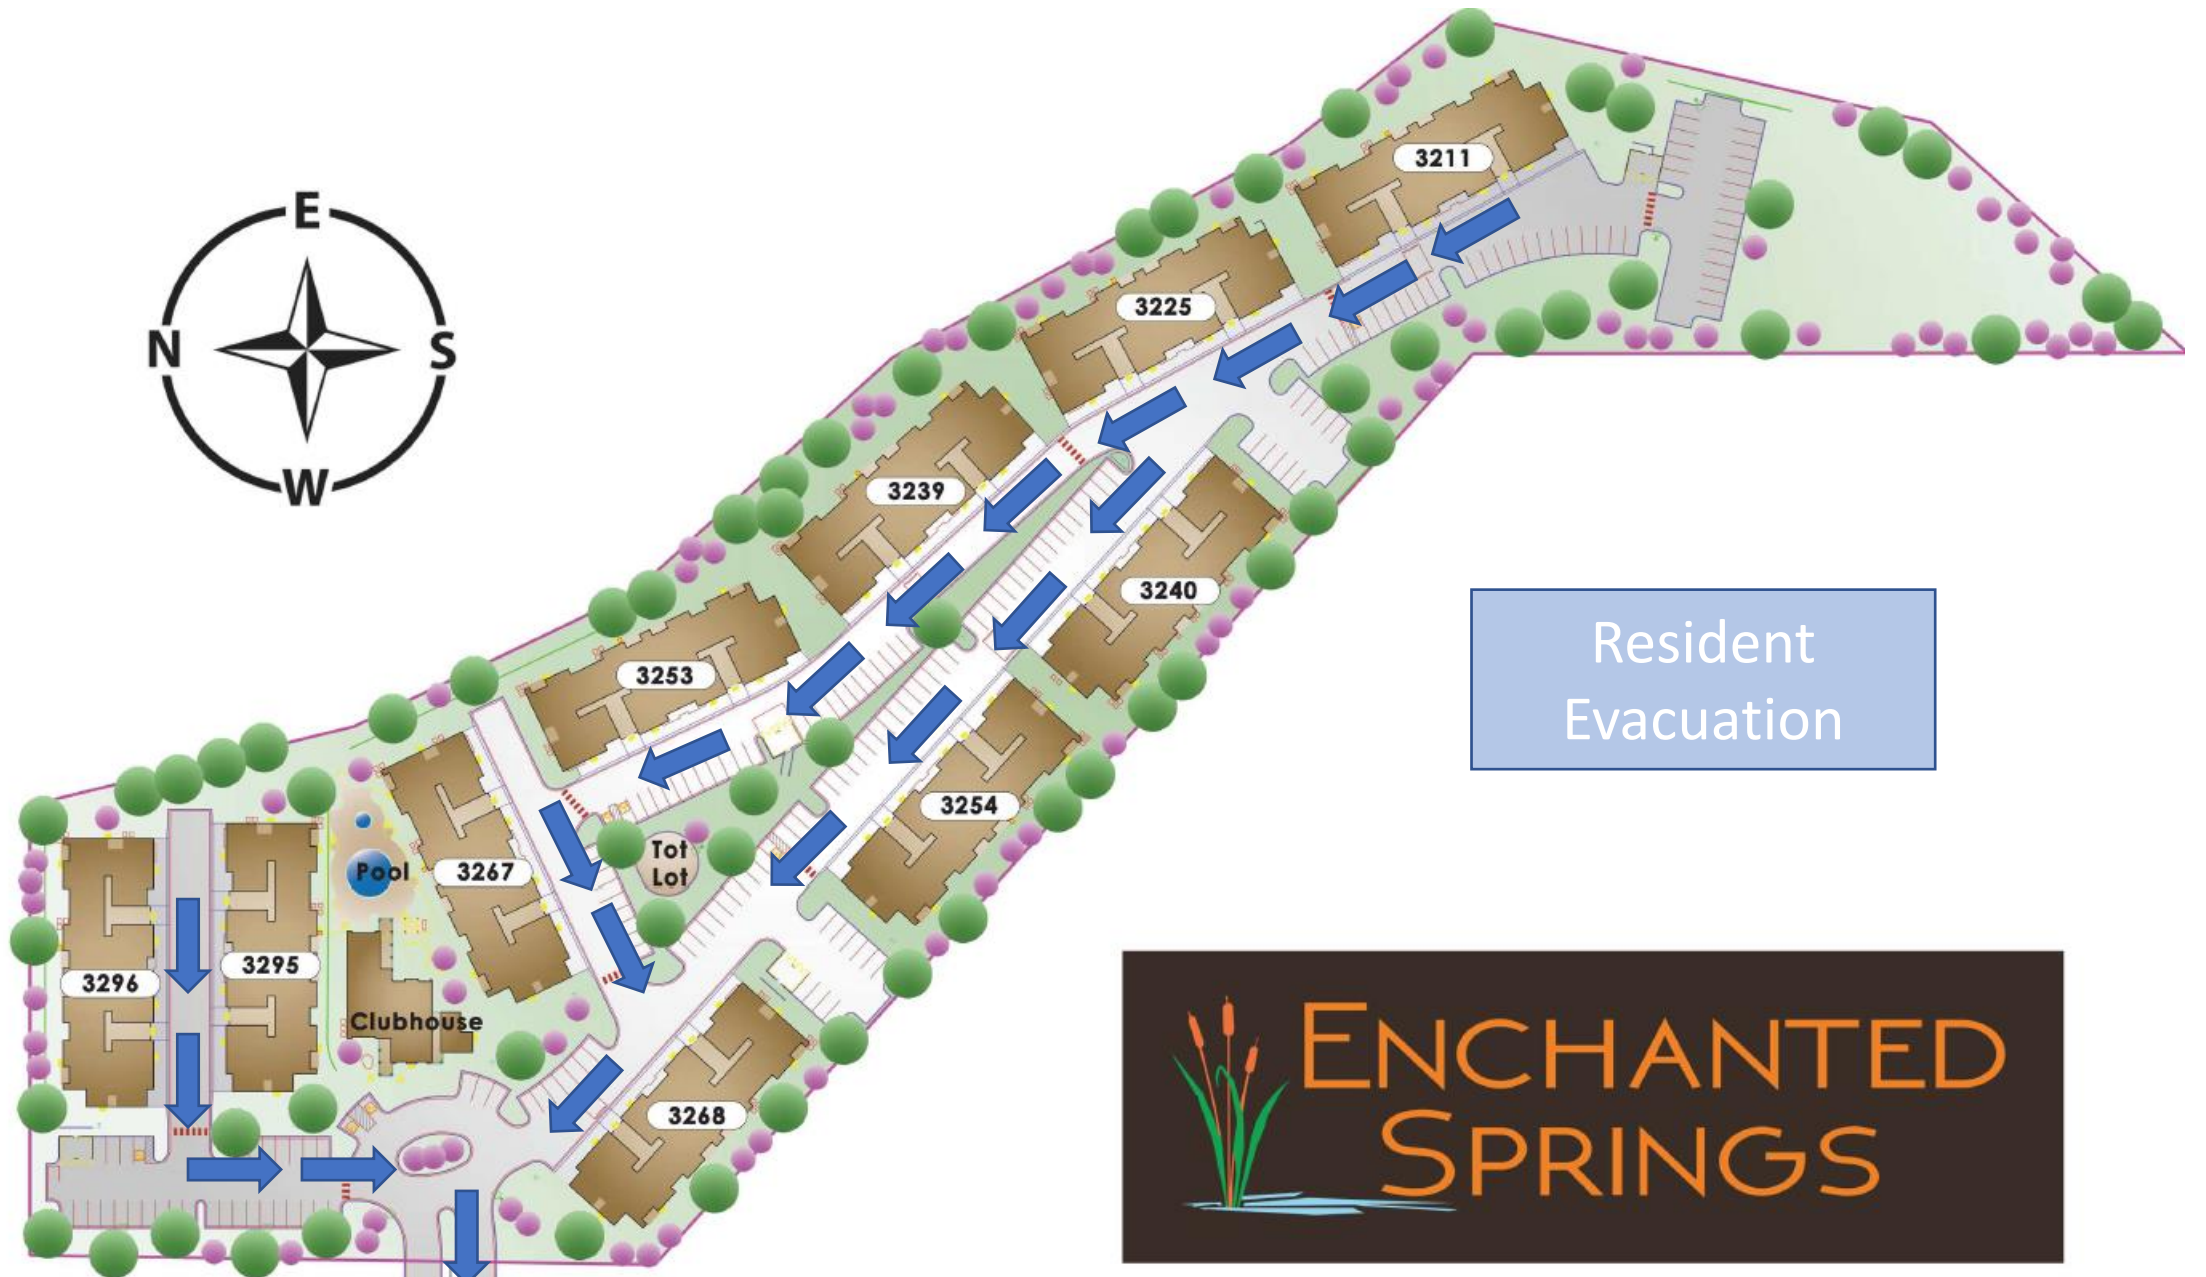 E
N
S
W
3211
3225
3239
3240
3253
3254
3267
Tot
Lot
Pool
3295
3296
Clubhouse
3268
Resident
Evacuation
ENCHANTED
SPRINGS